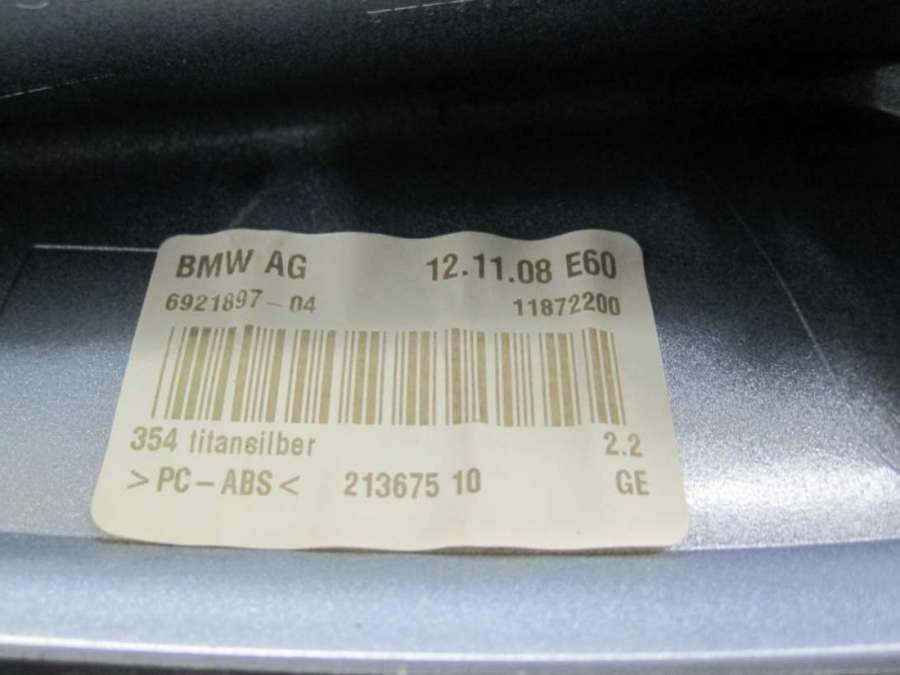 BMW AG 12.11.08 E60
6921897-04 11872200
354 titansilber 2.2
>PC-ABS< 213675 10 GE